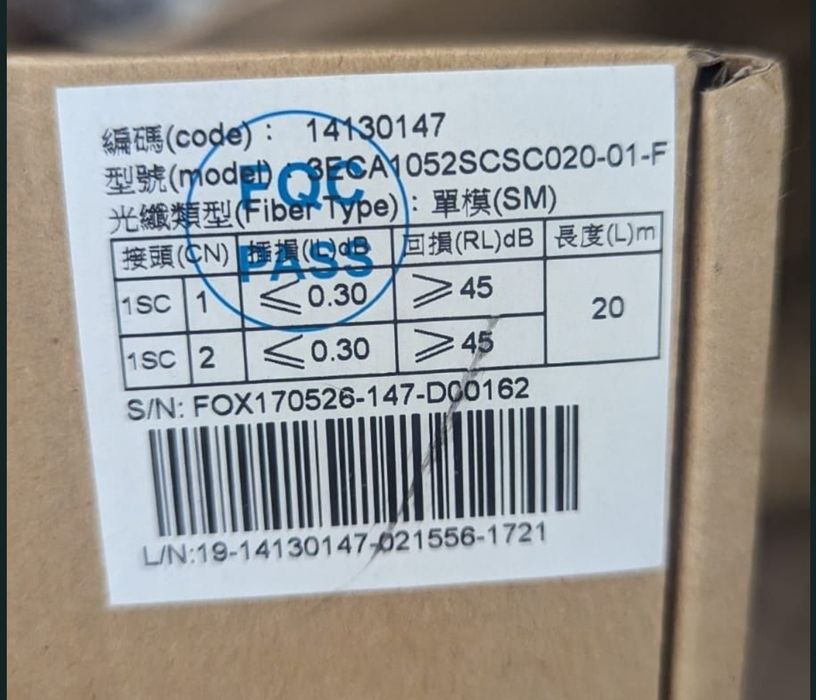 編碼(code): 14130147
型號(model): 3ECA1052SCSC020-01-F
FQC
光纖類型(Fiber Type): 單模(SM)
接頭(CN) 插損(IL)dB 回損(RL)dB 長度(L)m
PASS
1SC 1 ≤0.30 ≥45 20
1SC 2 ≤0.30 ≥45
S/N: FOX170526-147-D00162
L/N:19-14130147-021556-1721